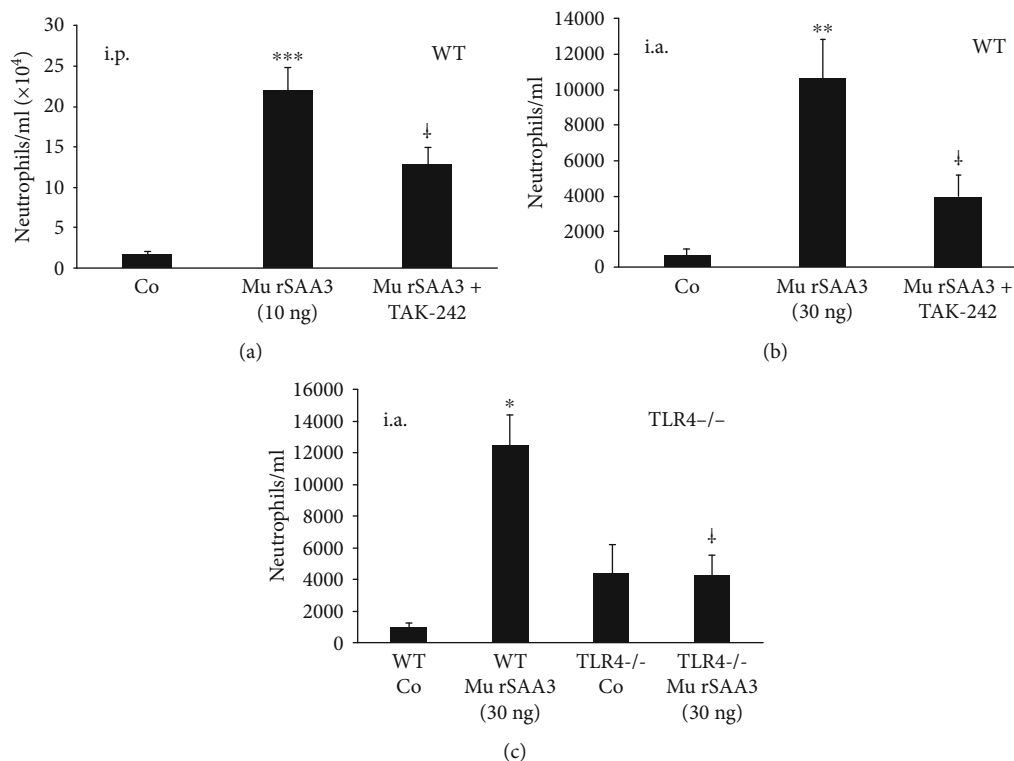 Neutrophils/ml (×10⁴)
30
25
20
15
10
5
0
i.p.
WT
***
⸸
Co
Mu rSAA3
(10 ng)
Mu rSAA3 +
TAK-242
(a)
Neutrophils/ml
14000
12000
10000
8000
6000
4000
2000
0
i.a.
WT
**
⸸
Co
Mu rSAA3
(30 ng)
Mu rSAA3 +
TAK-242
(b)
Neutrophils/ml
16000
14000
12000
10000
8000
6000
4000
2000
0
i.a.
TLR4–/–
*
⸸
WT
Co
WT
Mu rSAA3
(30 ng)
TLR4-/-
Co
TLR4-/-
Mu rSAA3
(30 ng)
(c)